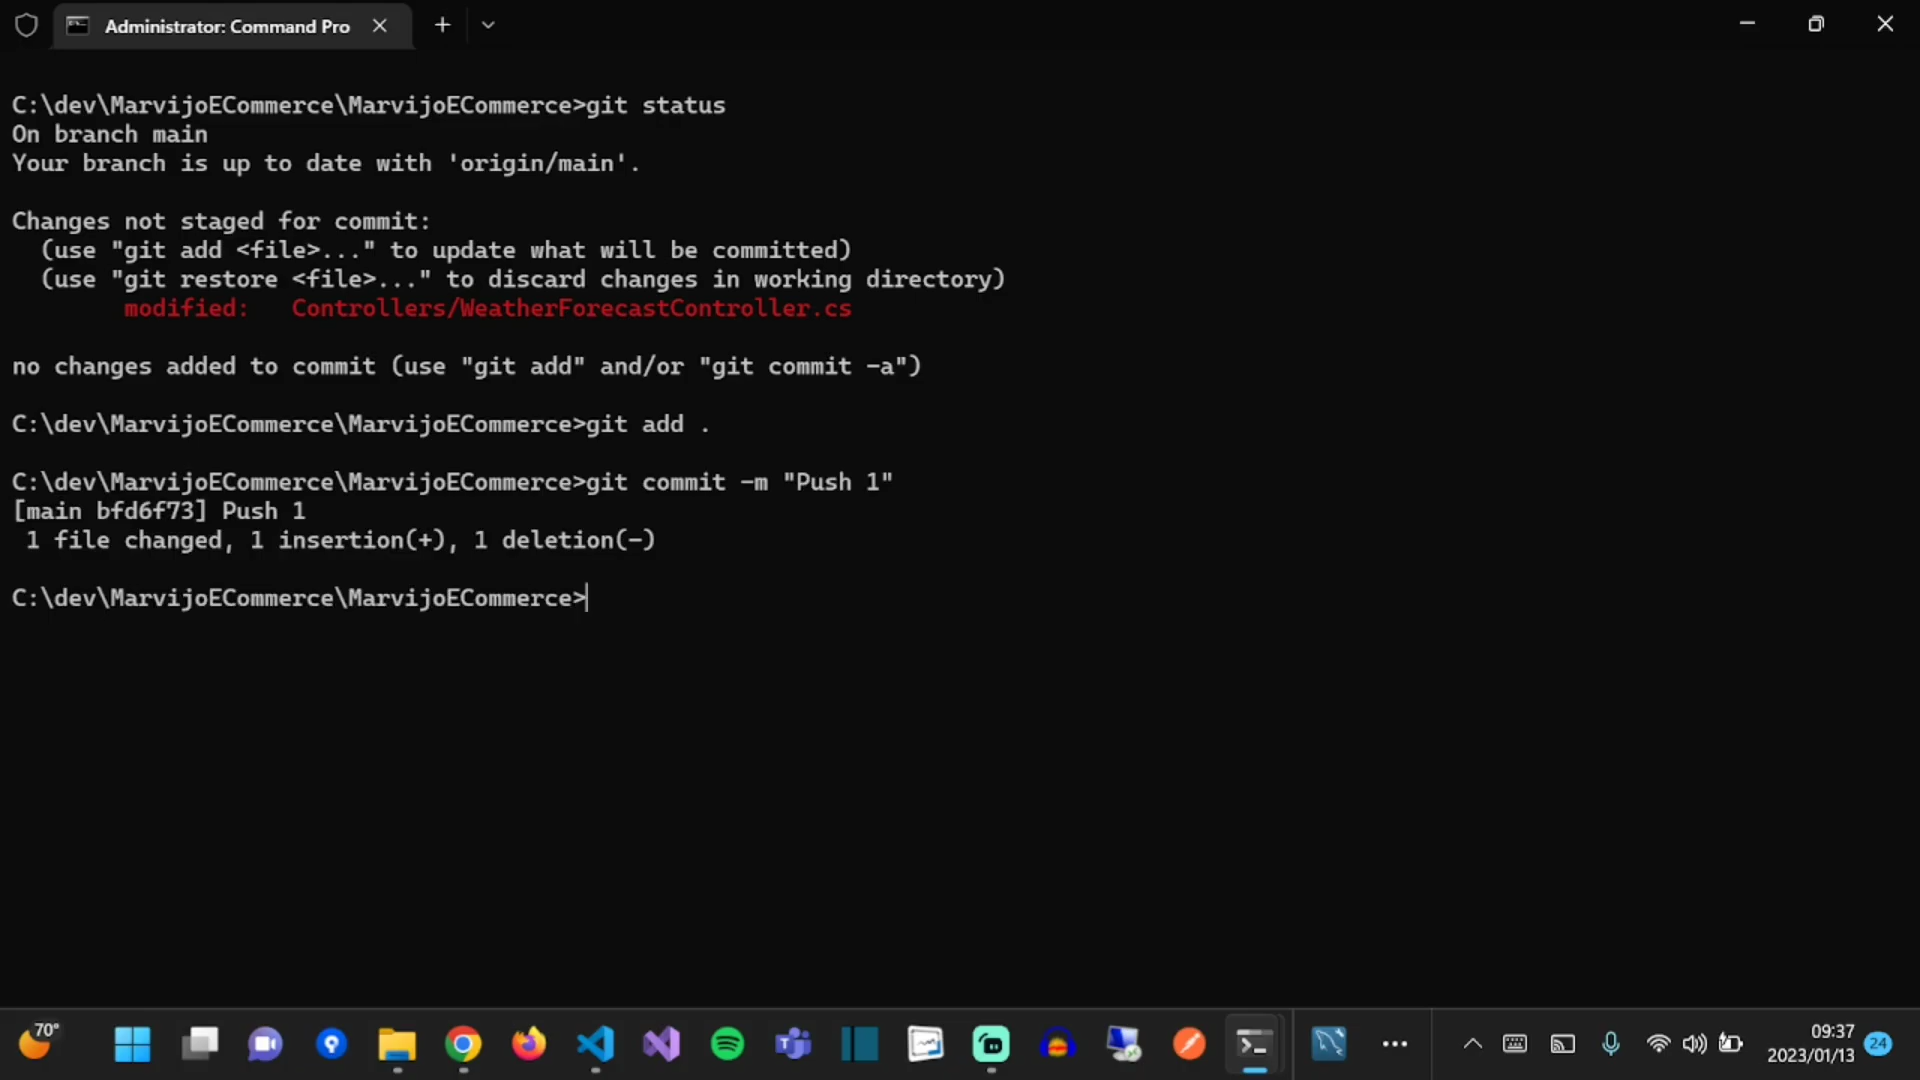 Administrator: Command Pro
C:\dev\MarvijoECommerce\MarvijoECommerce>git status
On branch main
Your branch is up to date with 'origin/main'.
Changes not staged for commit:
(use "git add <file>..." to update what will be committed)
(use "git restore <file>..." to discard changes in working directory)
modified: Controllers/WeatherForecastController.cs
no changes added to commit (use "git add" and/or "git commit -a")
C:\dev\MarvijoECommerce\MarvijoECommerce>git add .
C:\dev\MarvijoECommerce\MarvijoECommerce>git commit -m "Push 1"
[main bfd6f73] Push 1
1 file changed, 1 insertion(+), 1 deletion(-)
C:\dev\MarvijoECommerce\MarvijoECommerce>
70°
09:37
2023/01/13
24